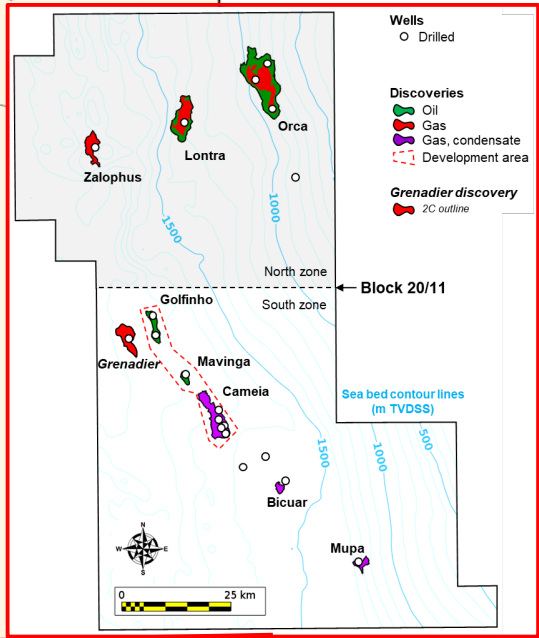 Wells
Drilled
Discoveries
Oil
Gas
Gas, condensate
Development area
Grenadier discovery
2C outline
Orca
Lontra
Zalophus
1500
1000
North zone
Block 20/11
South zone
Golfinho
Grenadier
Mavinga
Cameia
Sea bed contour lines
(m TVDSS)
1500
1000
500
Bicuar
Mupa
N
W
E
S
0
25 km